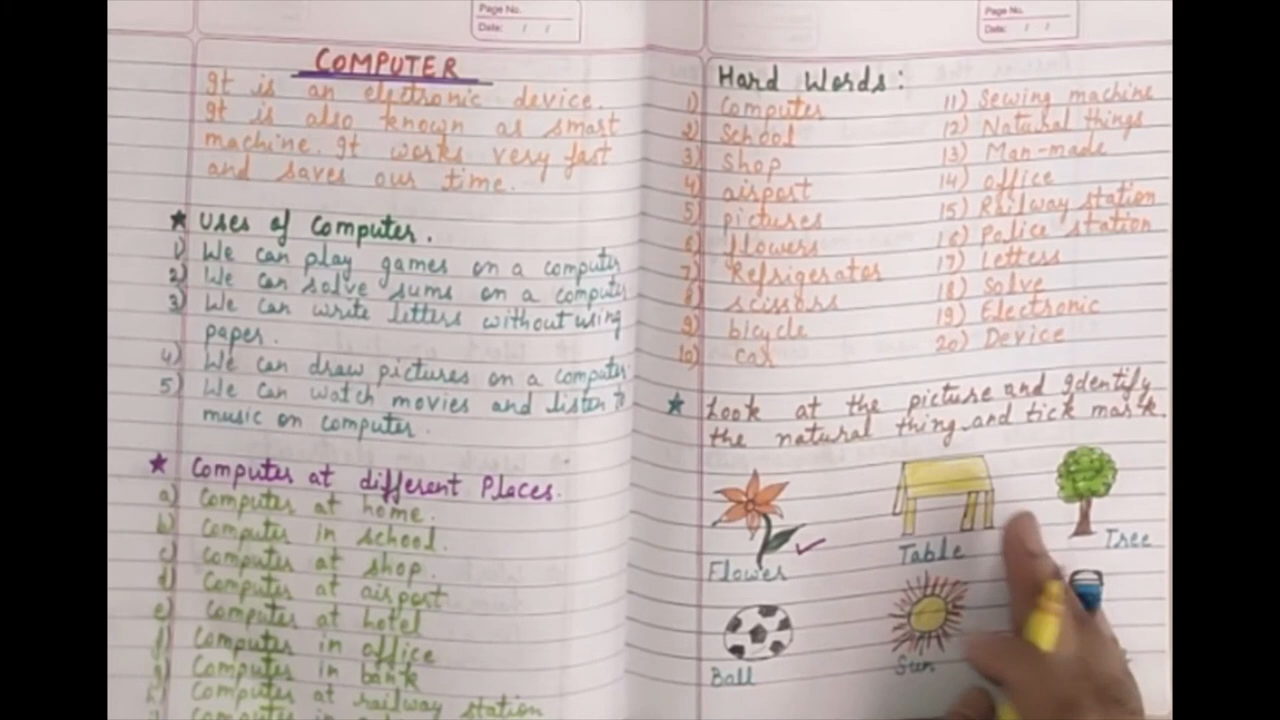 Page No.
Date: / /
COMPUTER
It is an electronic device.
It is also known as smart
machine. It works very fast
and saves our time.
★ Uses of Computer.
1) We can play games on a computer
2) We can solve sums on a computer
3) We can write letters without using
paper.
4) We can draw pictures on a computer.
5) We can watch movies and listen to
music on computer.
★ Computer at different Places.
a) Computer at home.
b) Computer in school.
c) Computer at shop.
d) Computer at airport
e) Computer at hotel
f) Computer in office
g) Computer in bank
h) Computer at railway station
Computer in
Page No.
Date: / /
Hard Words:
1) Computer
2) School
3) Shop
4) airport
5) pictures
6) flowers
7) Refrigerator
8) scissors
9) bicycle
10) car
11) Sewing machine
12) Natural things
13) Man-made
14) office
15) Railway station
16) Police station
17) Letters
18) Solve
19) Electronic
20) Device
★ Look at the picture and Identify
the natural thing and tick mark.
Flower
Table
Tree
Ball
Sun